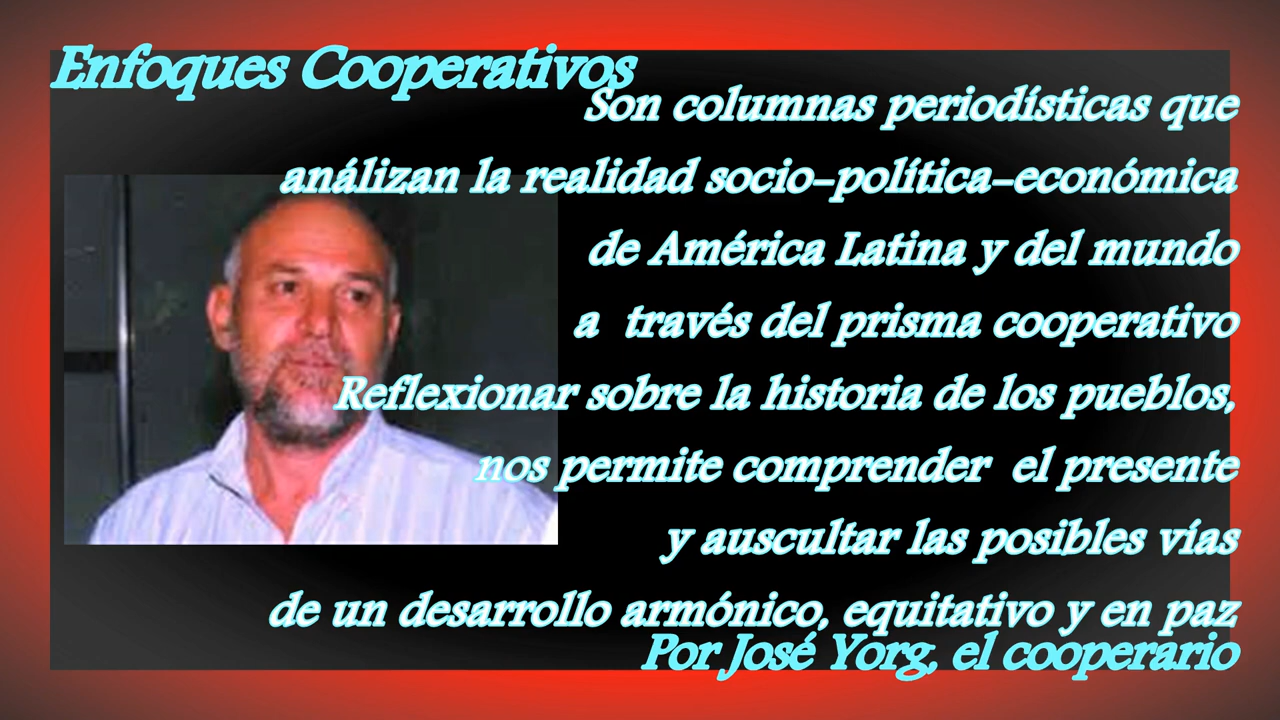 Enfoques Cooperativos
Son columnas periodísticas que
análizan la realidad socio-política-económica
de América Latina y del mundo
a través del prisma cooperativo
Reflexionar sobre la historia de los pueblos,
nos permite comprender el presente
y auscultar las posibles vías
de un desarrollo armónico, equitativo y en paz
Por José Yorg, el cooperario